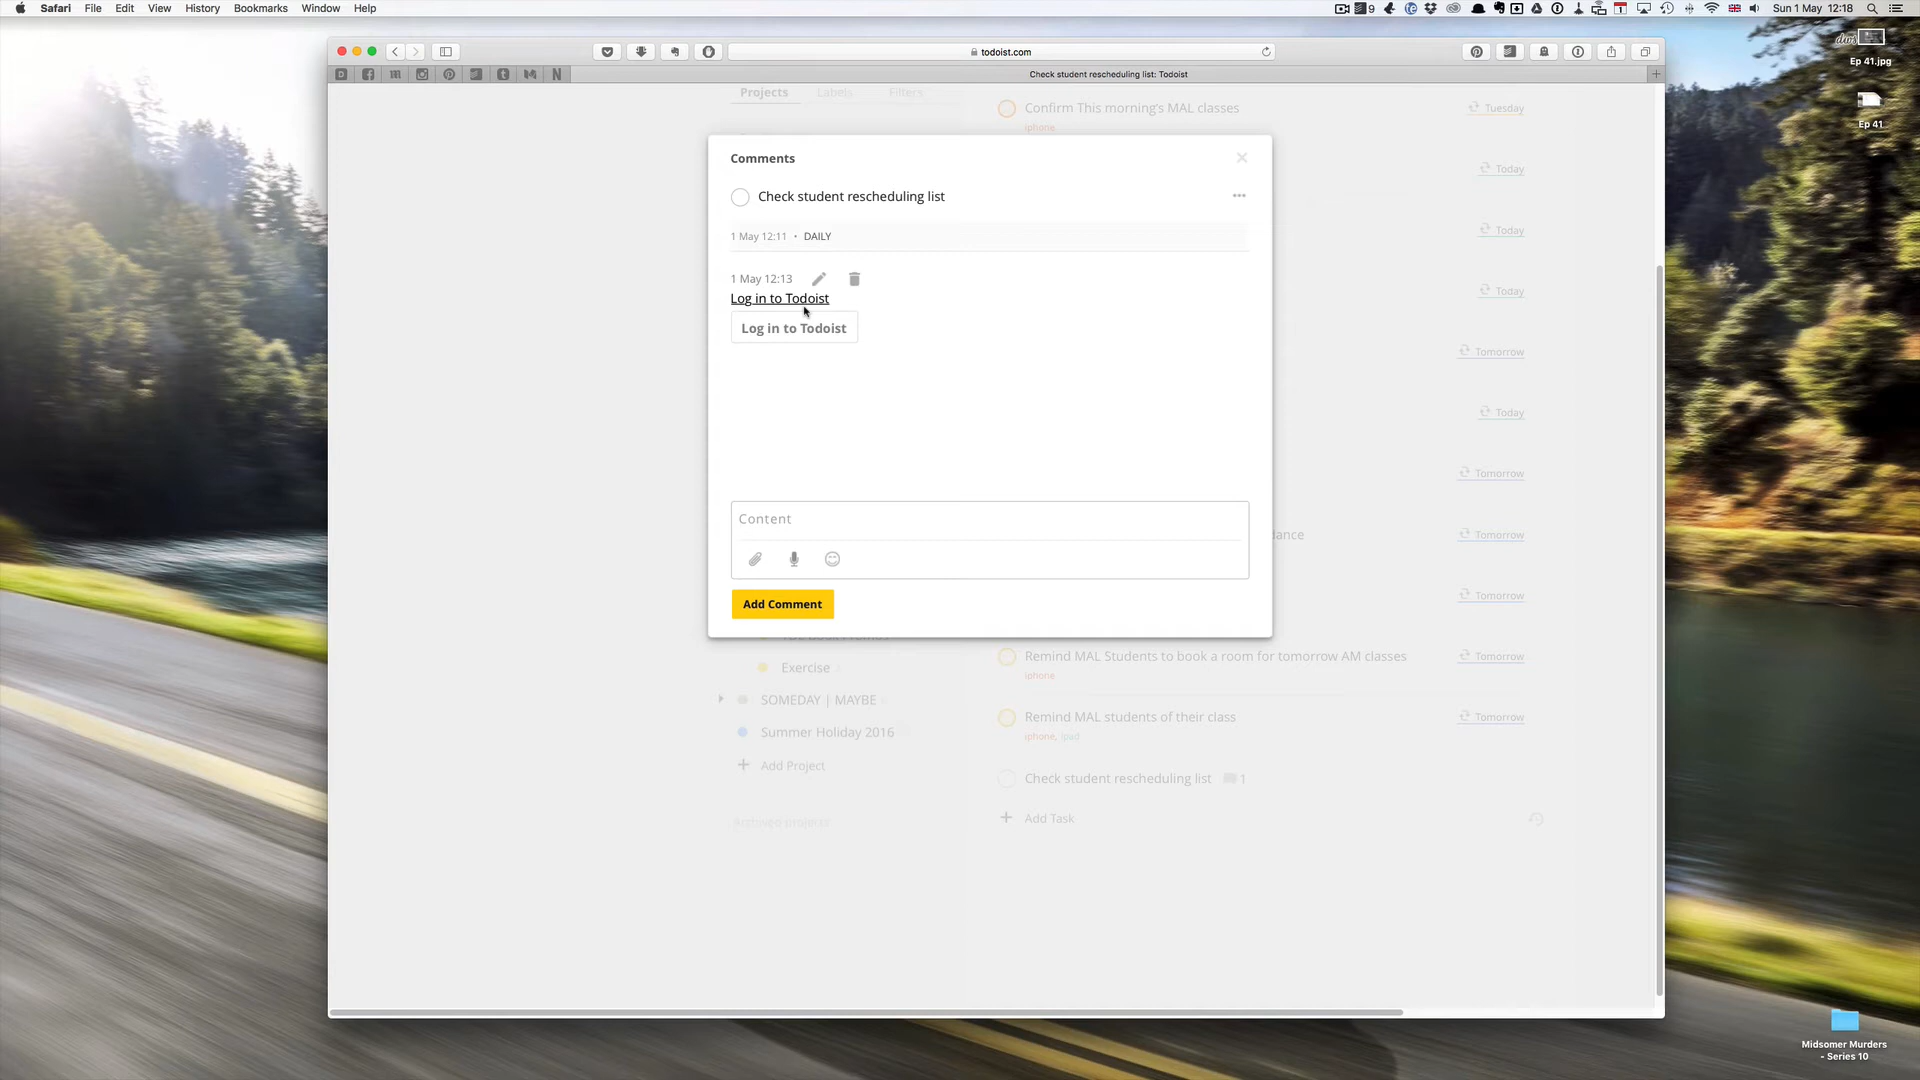 Safari File Edit View History Bookmarks Window Help
9
1
Sun 1 May 12:18
Ep 41.jpg
Ep 41
todoist.com
Check student rescheduling list: Todoist
Projects Labels Filters
Confirm This morning's MAL classes
iphone
Tuesday
Today
Today
Today
Tomorrow
Today
Tomorrow
Tomorrow
Tomorrow
Comments
Check student rescheduling list
1 May 12:11 • DAILY
1 May 12:13
Log in to Todoist
Log in to Todoist
Content
Add Comment
Exercise
SOMEDAY | MAYBE
Summer Holiday 2016
Add Project
Archived projects
Remind MAL Students to book a room for tomorrow AM classes
iphone
Tomorrow
Remind MAL students of their class
iphone, ipad
Tomorrow
Check student rescheduling list 1
Add Task
Midsomer Murders
- Series 10